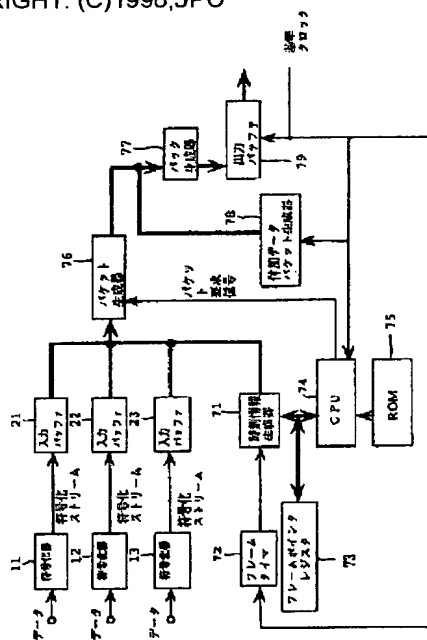 RIGHT: (C)1998,JPO
データ
データ
データ
11
符号化器
12
符号化器
13
符号化器
符号化
ストリーム
符号化
ストリーム
符号化
ストリーム
21
入力
バッファ
22
入力
バッファ
23
入力
バッファ
76
パケット
生成器
77
パック
生成器
出力
バッファ
79
基準
クロック
78
付加データ
パケット生成器
パケッ
ト要求
信号
71
時刻情報
生成器
72
フレーム
タイマ
フレームポインタ
レジスタ
73
74
CPU
75
ROM